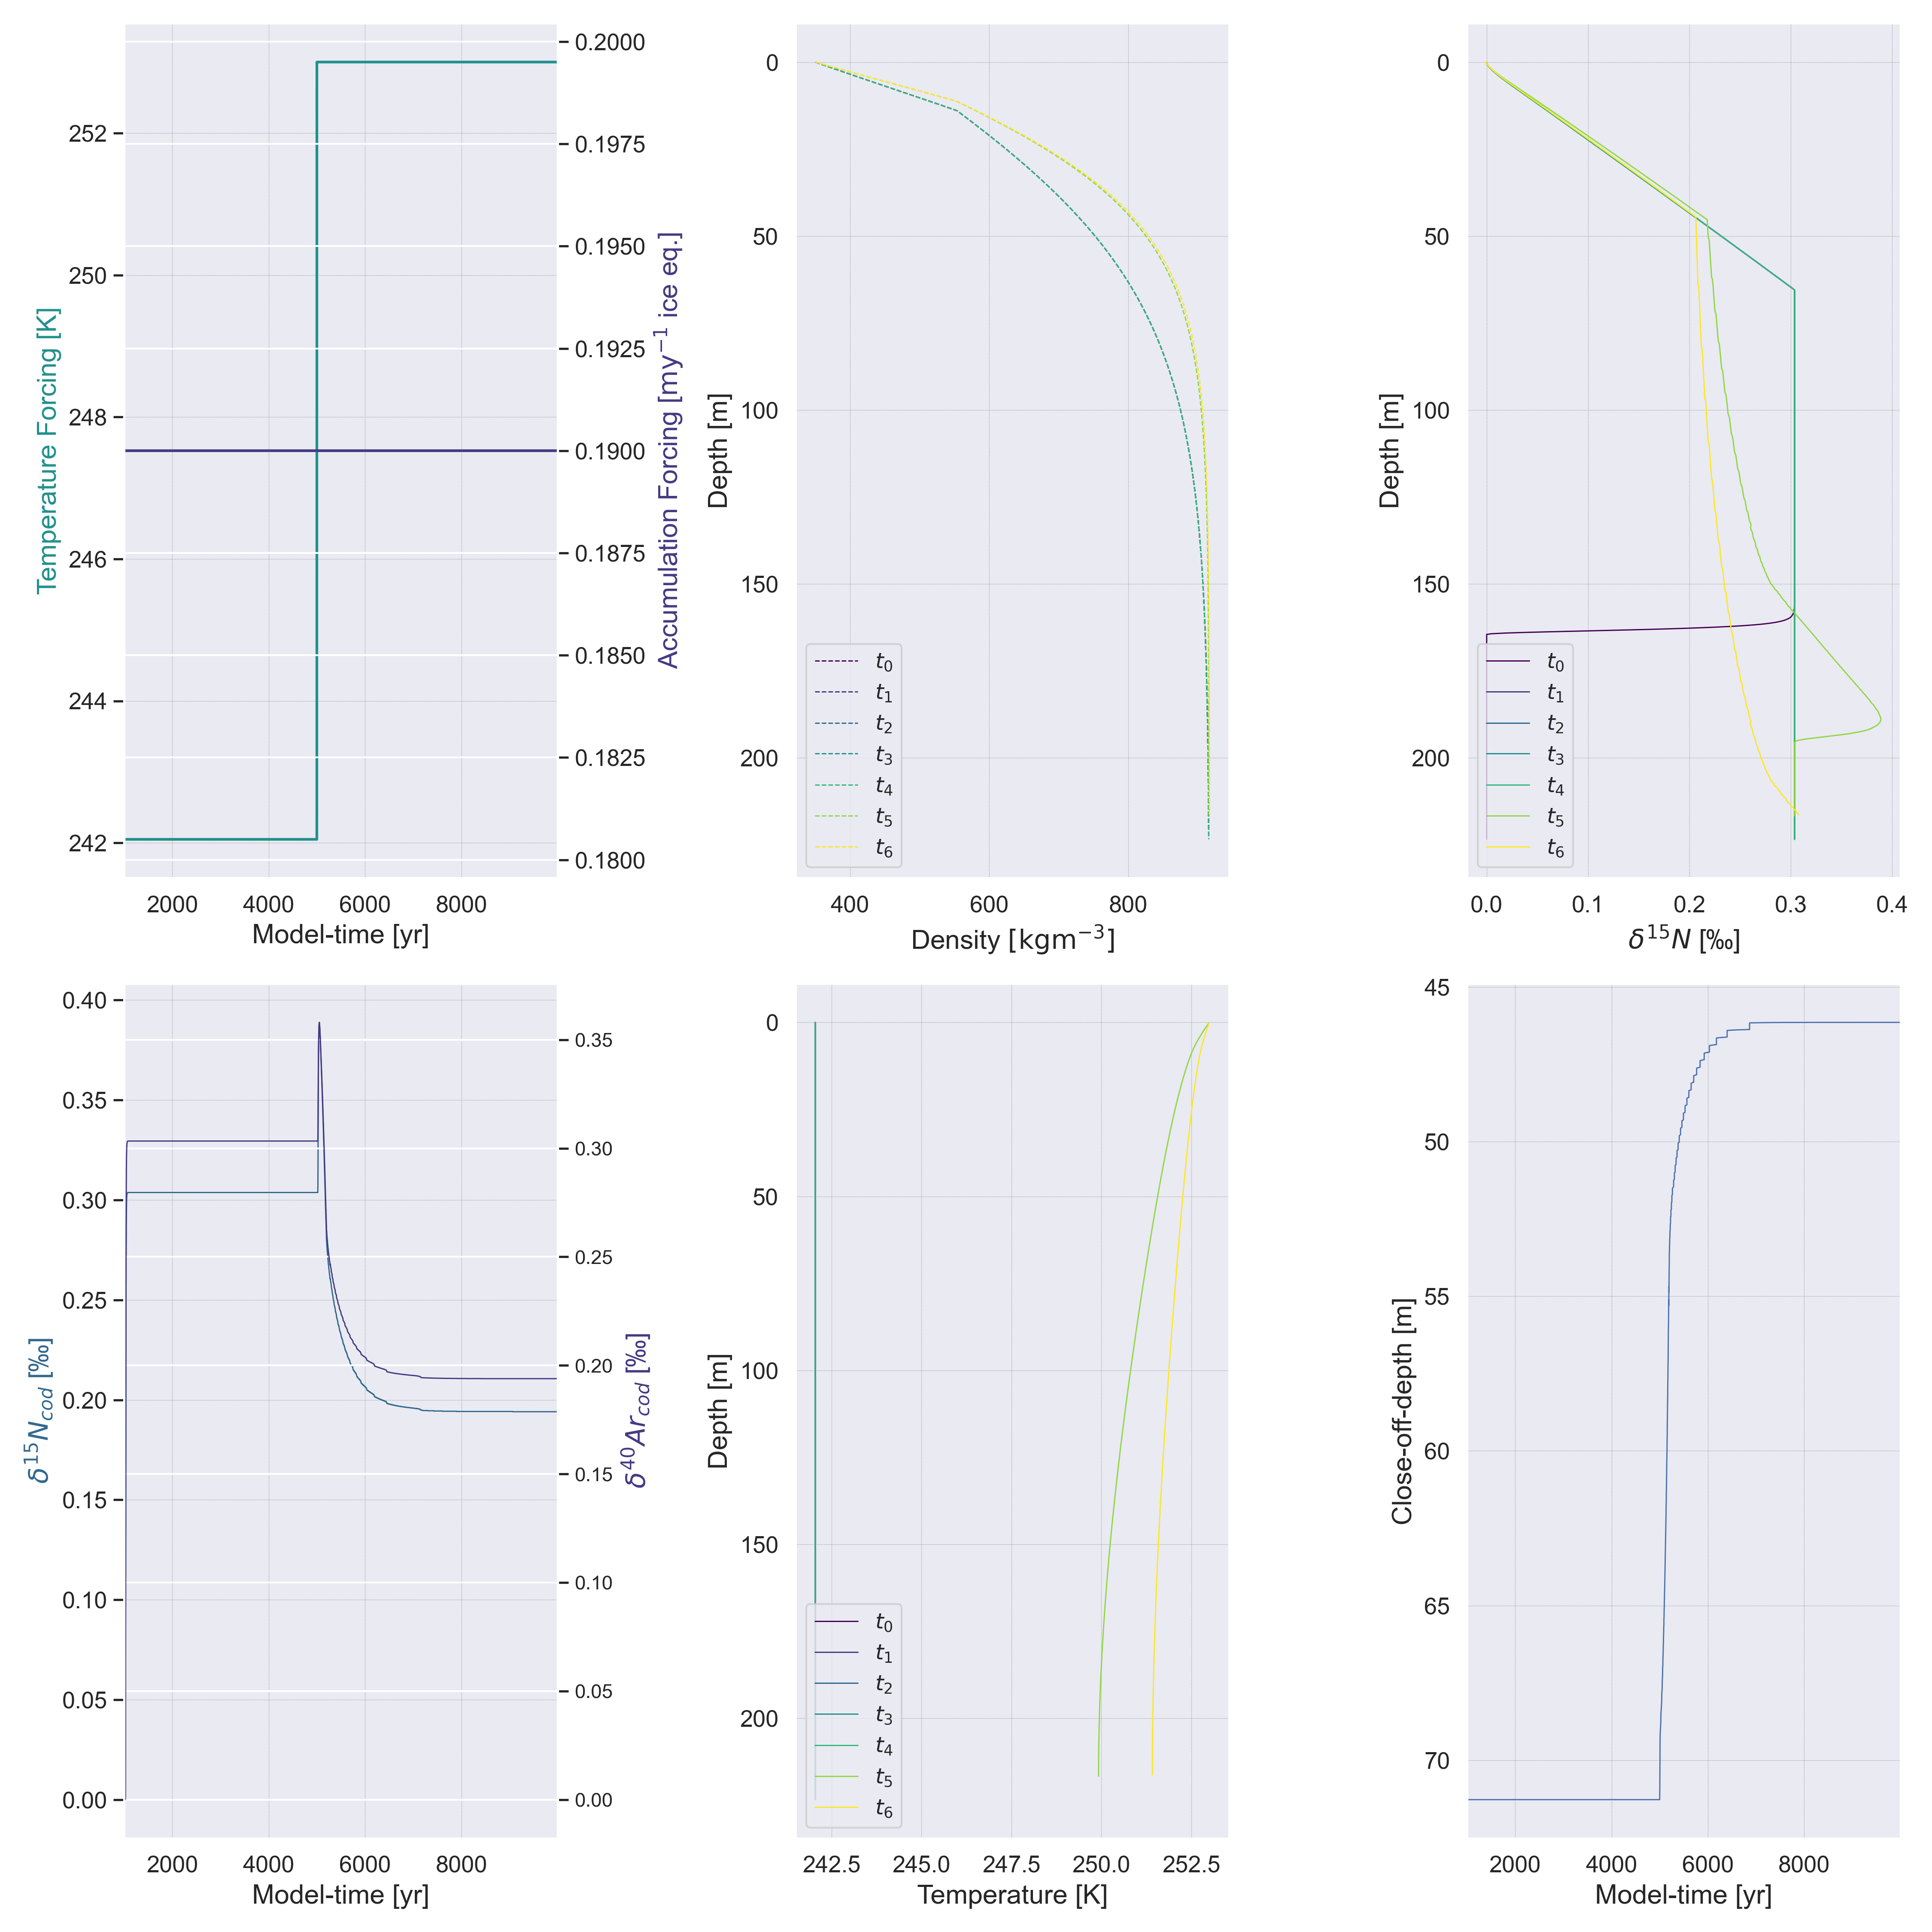 252
250
248
246
244
242
Temperature Forcing [K]
0.2000
0.1975
0.1950
0.1925
0.1900
0.1875
0.1850
0.1825
0.1800
Accumulation Forcing [my⁻¹ ice eq.]
2000 4000 6000 8000
Model-time [yr]
0
50
100
150
200
Depth [m]
t₀
t₁
t₂
t₃
t₄
t₅
t₆
400 600 800
Density [kgm⁻³]
0
50
100
150
200
Depth [m]
t₀
t₁
t₂
t₃
t₄
t₅
t₆
0.0 0.1 0.2 0.3 0.4
δ¹⁵N [‰]
0.40
0.35
0.30
0.25
0.20
0.15
0.10
0.05
0.00
δ¹⁵N_cod [‰]
0.35
0.30
0.25
0.20
0.15
0.10
0.05
0.00
δ⁴⁰Ar_cod [‰]
2000 4000 6000 8000
Model-time [yr]
0
50
100
150
200
Depth [m]
t₀
t₁
t₂
t₃
t₄
t₅
t₆
242.5 245.0 247.5 250.0 252.5
Temperature [K]
45
50
55
60
65
70
Close-off-depth [m]
2000 4000 6000 8000
Model-time [yr]